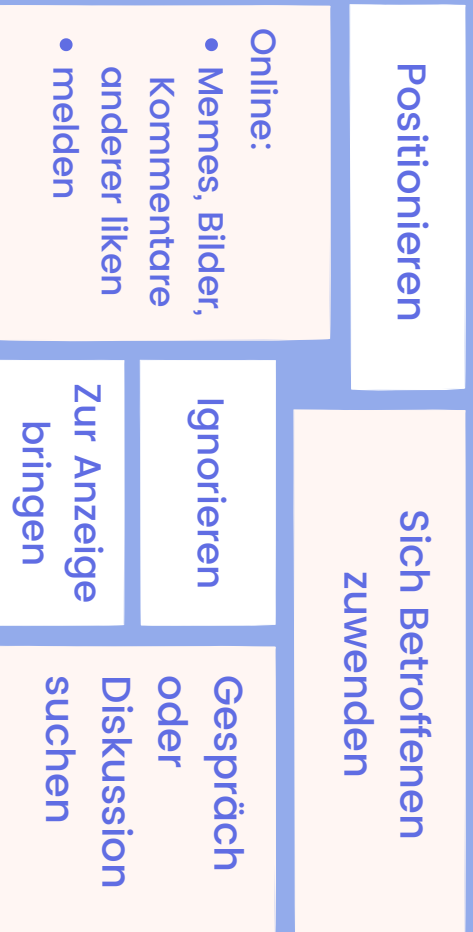 Positionieren
Sich Betroffenen
zuwenden
Online:
• Memes, Bilder,
Kommentare
anderer liken
• melden
Ignorieren
Zur Anzeige
bringen
Gespräch
oder
Diskussion
suchen